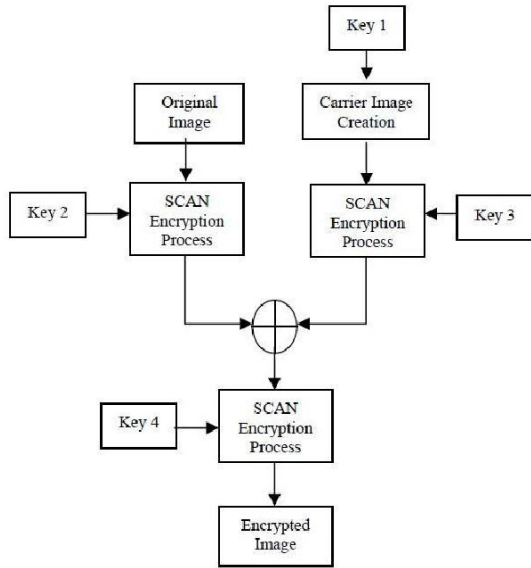 Key 1
Original
Image
Carrier Image
Creation
Key 2
SCAN
Encryption
Process
SCAN
Encryption
Process
Key 3
Key 4
SCAN
Encryption
Process
Encrypted
Image